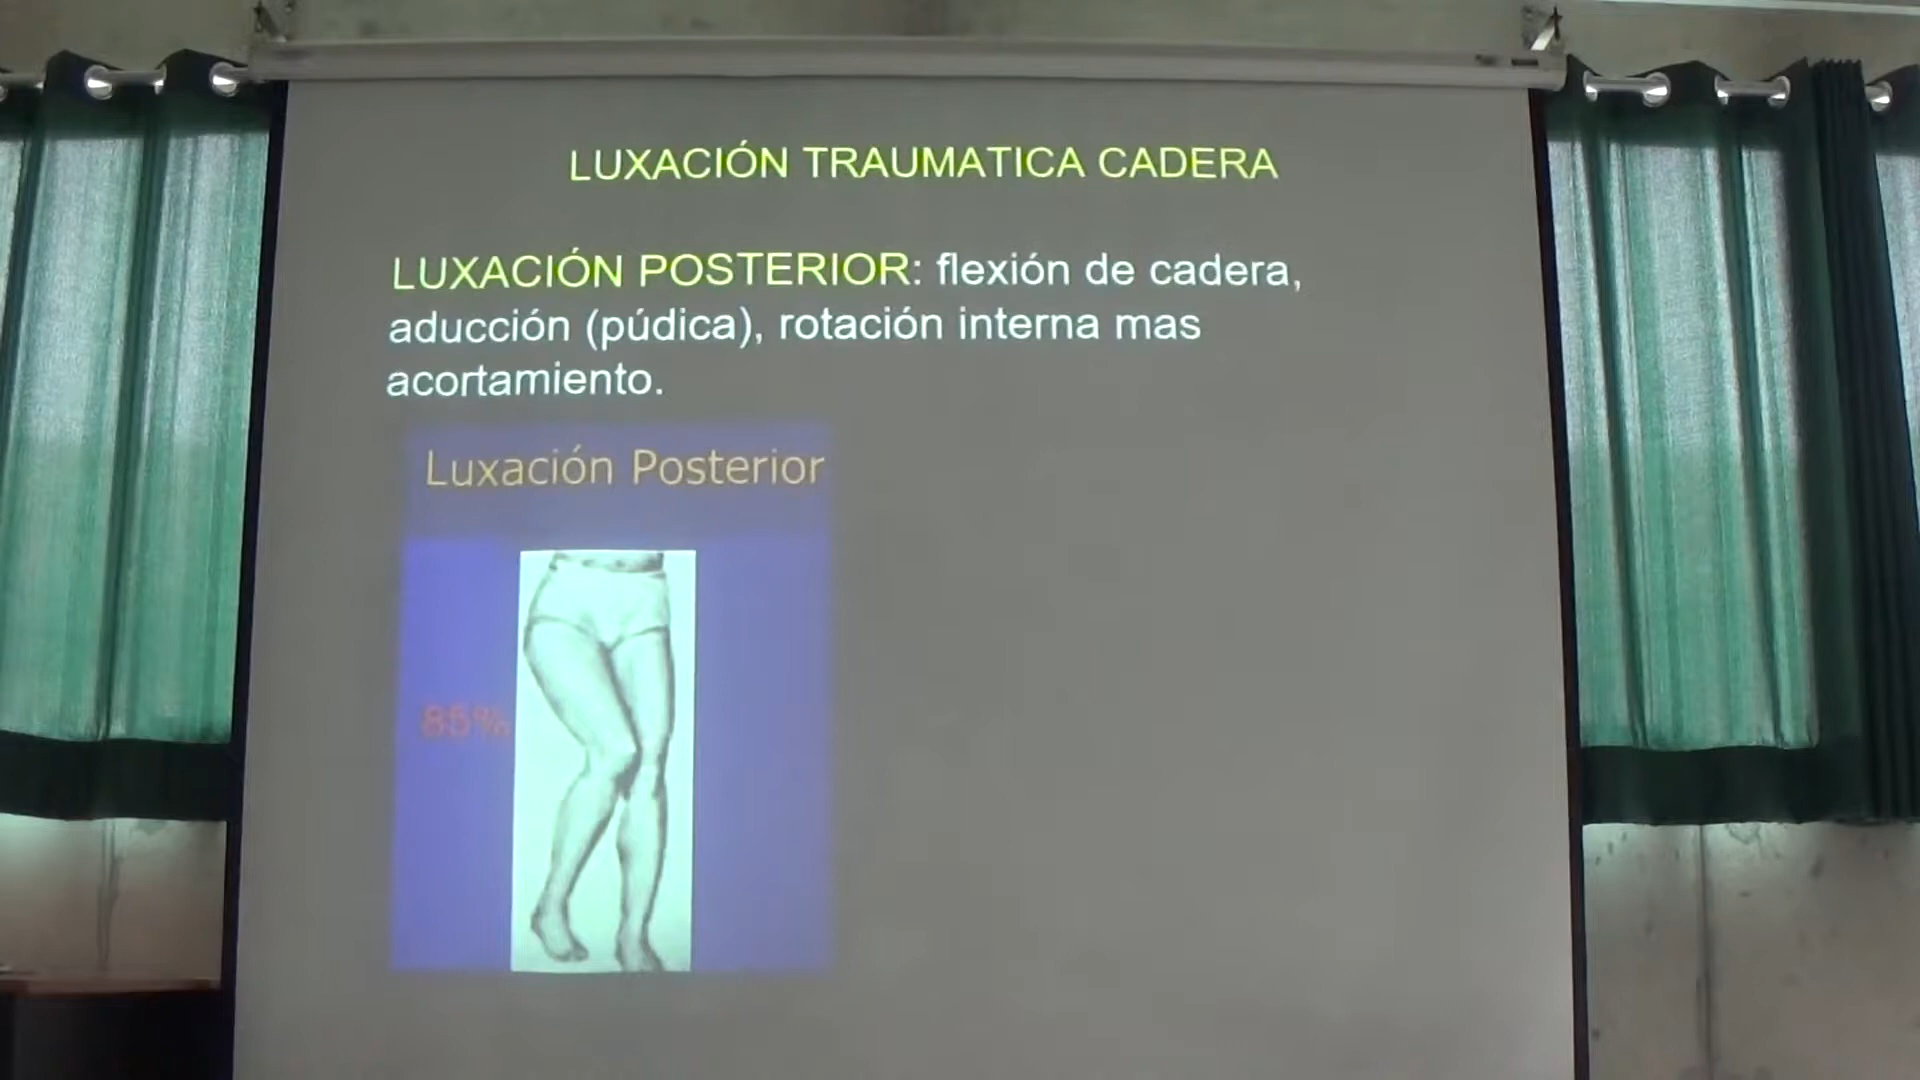 LUXACIÓN TRAUMATICA CADERA
LUXACIÓN POSTERIOR: flexión de cadera,
aducción (púdica), rotación interna mas
acortamiento.
Luxación Posterior
85%